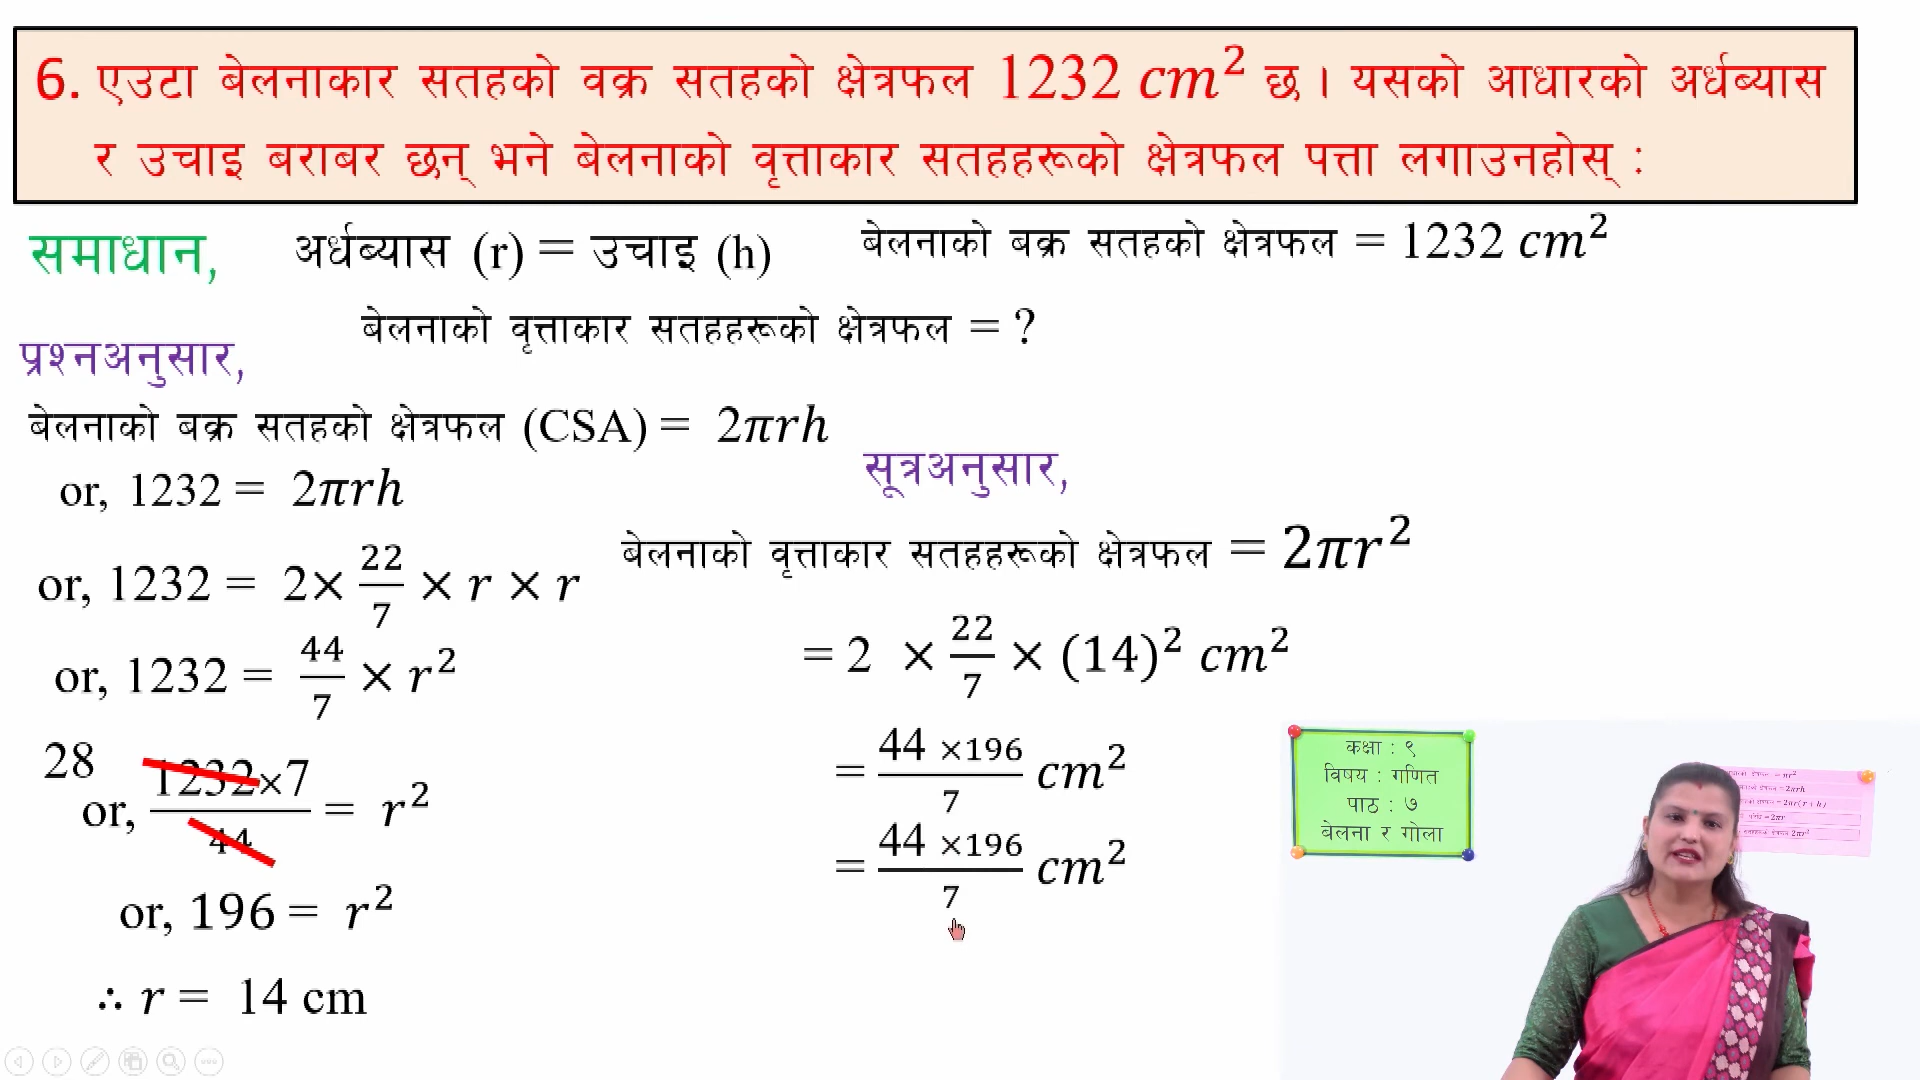 6. एउटा बेलनाकार सतहको वक्र सतहको क्षेत्रफल 1232 cm² छ । यसको आधारको अर्धब्यास
र उचाइ बराबर छन् भने बेलनाको वृत्ताकार सतहहरूको क्षेत्रफल पत्ता लगाउनहोस् :
समाधान, अर्धब्यास (r) = उचाइ (h) बेलनाको बक्र सतहको क्षेत्रफल = 1232 cm²
बेलनाको वृत्ताकार सतहहरूको क्षेत्रफल = ?
प्रश्नअनुसार,
बेलनाको बक्र सतहको क्षेत्रफल (CSA) = 2πrh
or, 1232 = 2πrh
or, 1232 = 2× 22/7 × r × r
or, 1232 = 44/7 × r²
28
or, 1232×7/44 = r²
or, 196 = r²
∴ r = 14 cm
सूत्रअनुसार,
बेलनाको वृत्ताकार सतहहरूको क्षेत्रफल = 2πr²
= 2 × 22/7 × (14)² cm²
= 44 ×196/7 cm²
= 44 ×196/7 cm²
कक्षा : ९
विषय : गणित
पाठ : ७
बेलना र गोला